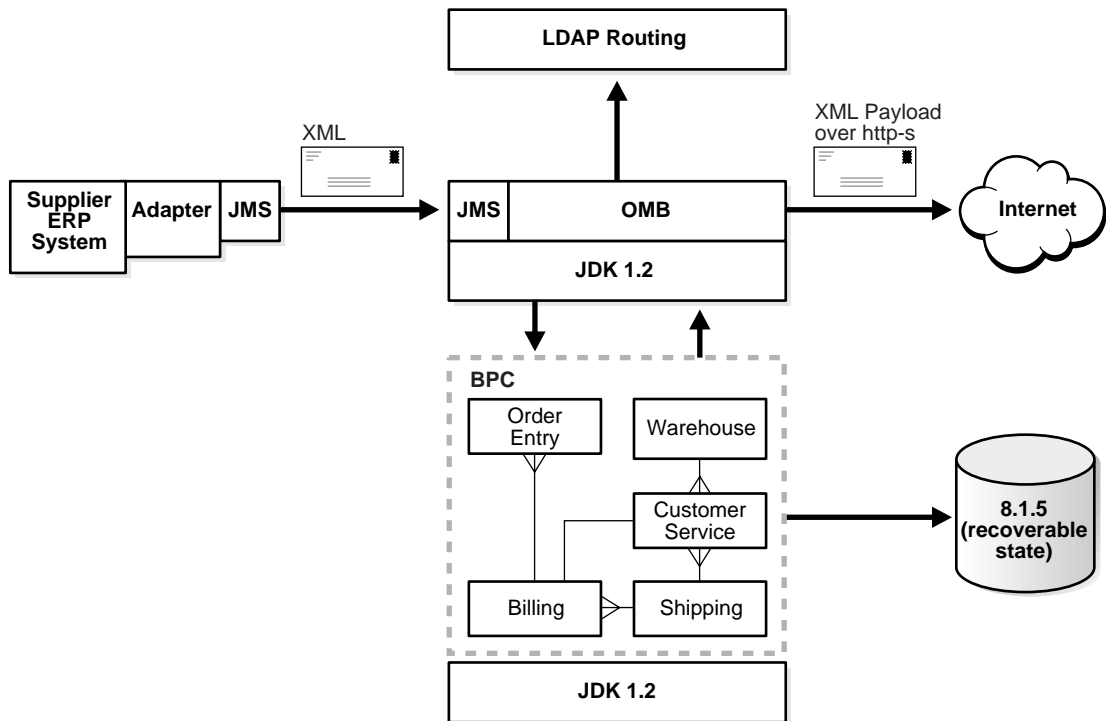 LDAP Routing
XML
XML Payload
over http-s
Supplier
ERP
System
Adapter
JMS
JMS
OMB
Internet
JDK 1.2
BPC
Order
Entry
Warehouse
Customer
Service
8.1.5
(recoverable
state)
Billing
Shipping
JDK 1.2